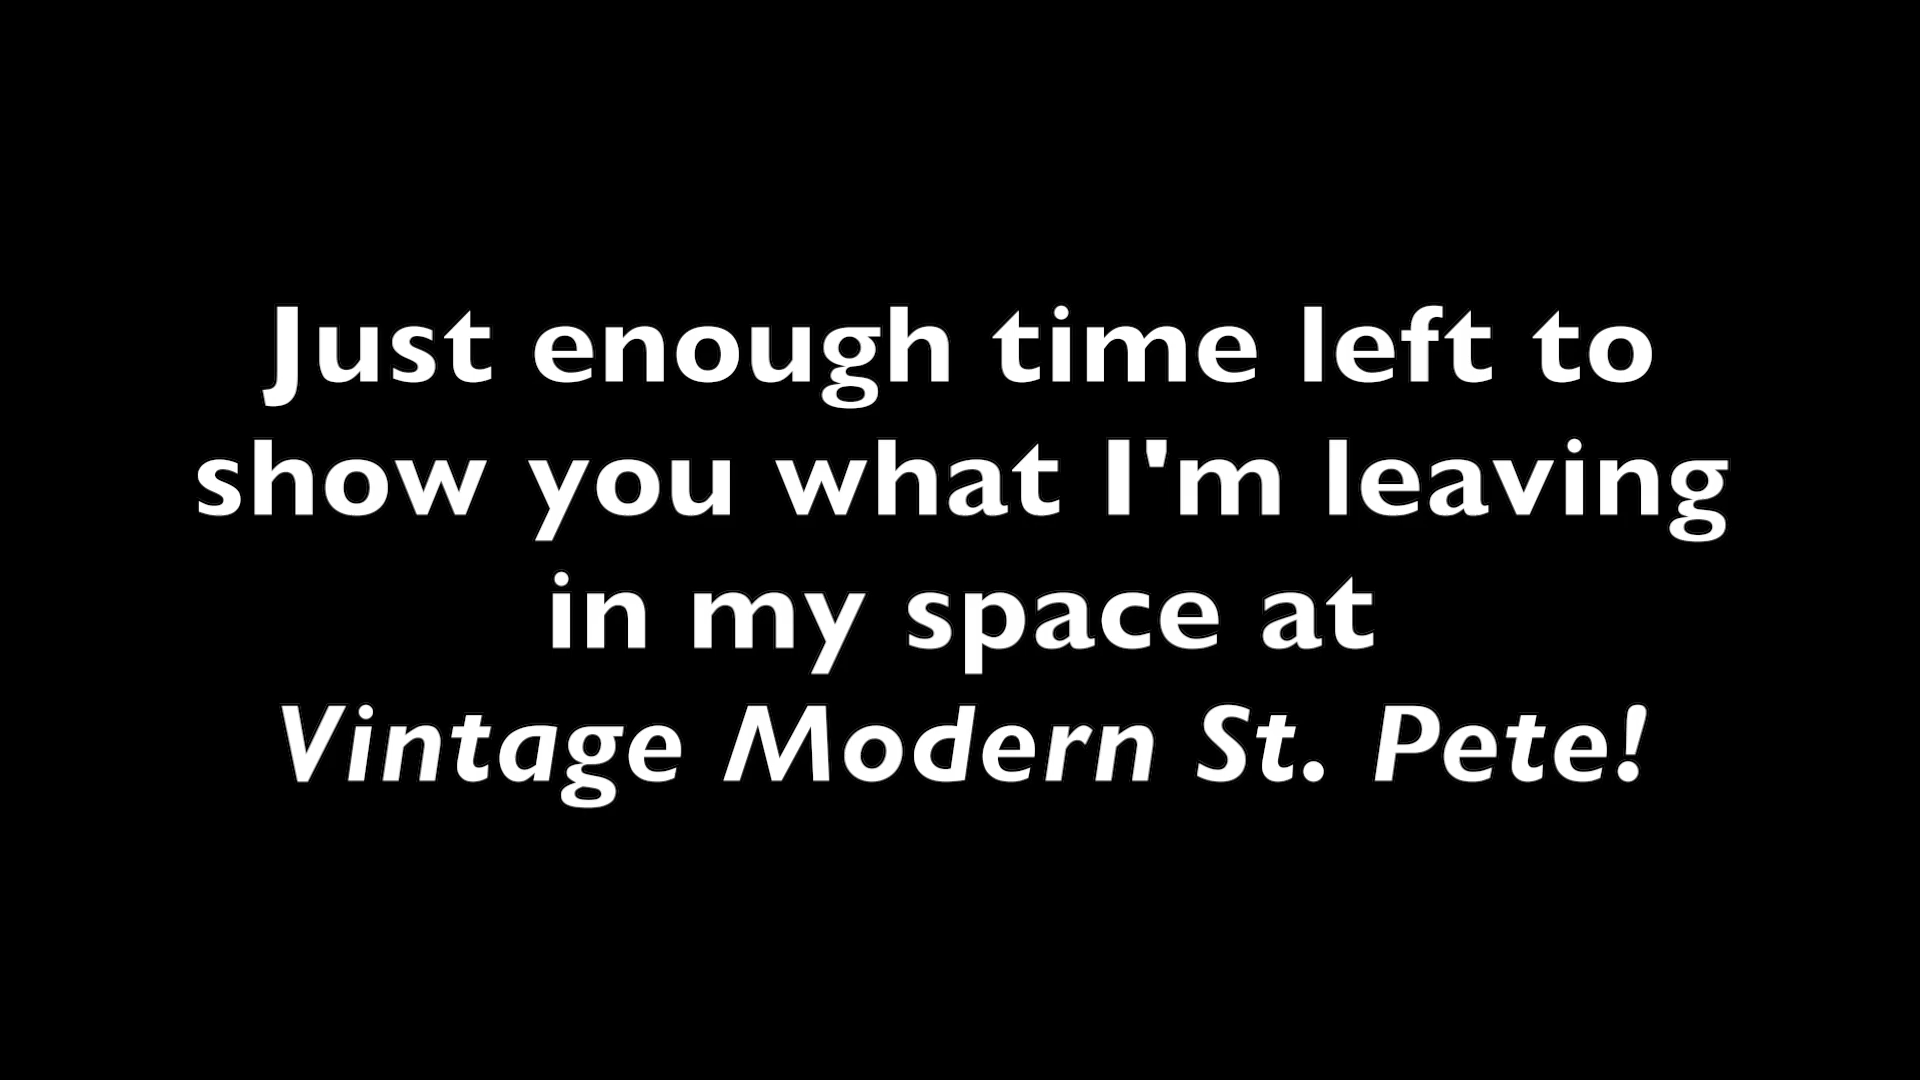 Just enough time left to
show you what I'm leaving
in my space at
Vintage Modern St. Pete!